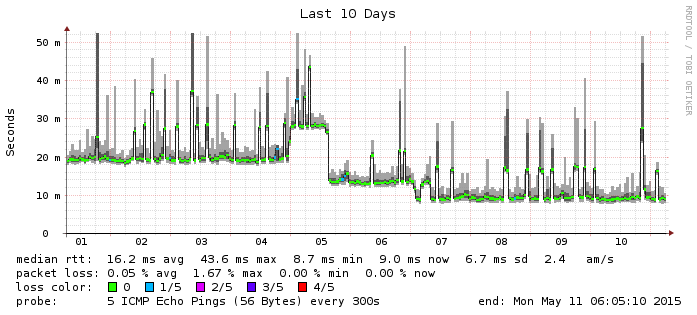 Last 10 Days
RRDTOOL / TOBI OETIKER
Seconds
50 m
40 m
30 m
20 m
10 m
0
01 02 03 04 05 06 07 08 09 10
median rtt: 16.2 ms avg 43.6 ms max 8.7 ms min 9.0 ms now 6.7 ms sd 2.4 am/s
packet loss: 0.05 % avg 1.67 % max 0.00 % min 0.00 % now
loss color: 0 1/5 2/5 3/5 4/5
probe: 5 ICMP Echo Pings (56 Bytes) every 300s end: Mon May 11 06:05:10 2015